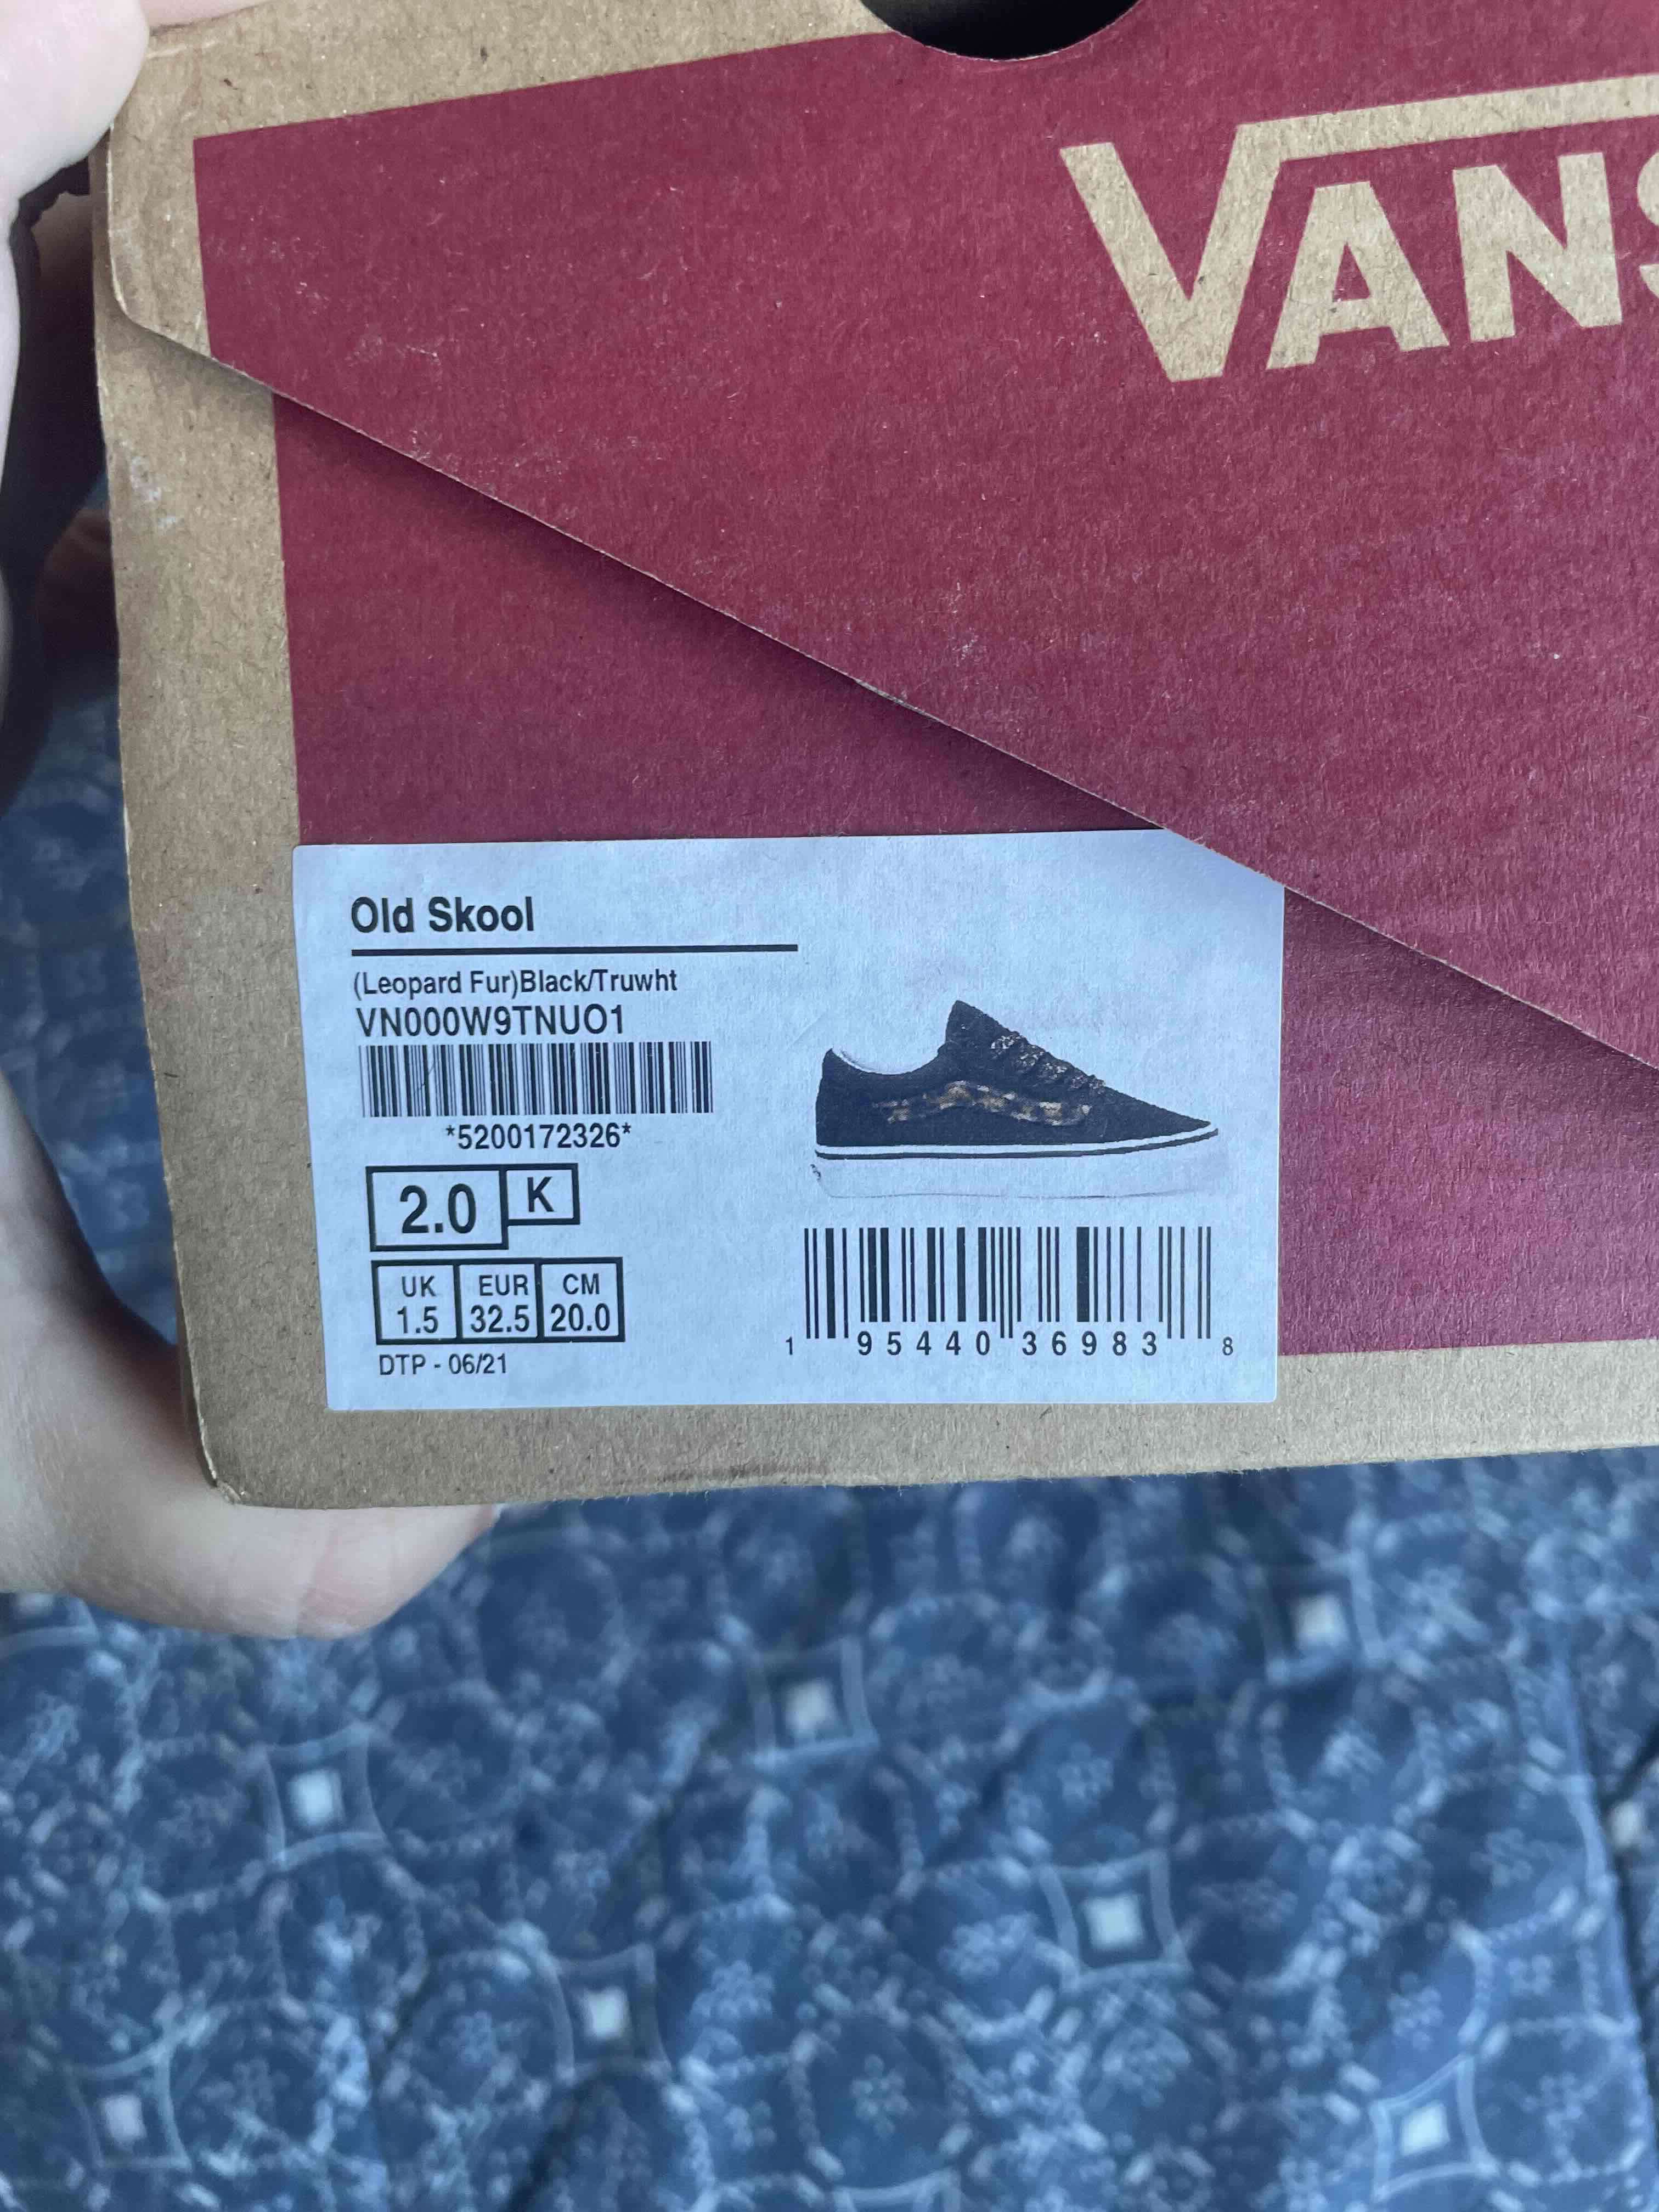 VANS
Old Skool
(Leopard Fur)Black/Truwht
VN000W9TNUO1
*5200172326*
2.0 K
UK EUR CM
1.5 32.5 20.0
DTP - 06/21
1 95440 36983 8